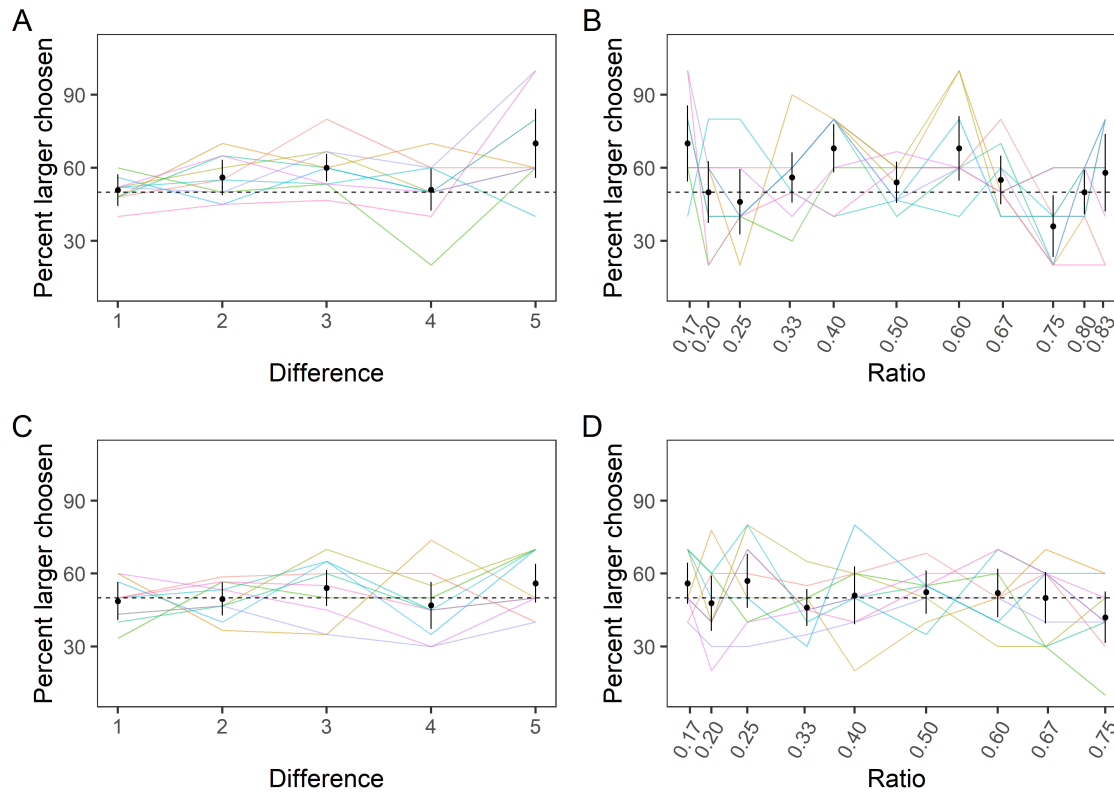 A
Percent larger choosen
90
60
30
1 2 3 4 5
Difference
B
Percent larger choosen
90
60
30
0.17 0.20 0.25 0.33 0.40 0.50 0.60 0.67 0.75 0.80 0.83
Ratio
C
Percent larger choosen
90
60
30
1 2 3 4 5
Difference
D
Percent larger choosen
90
60
30
0.17 0.20 0.25 0.33 0.40 0.50 0.60 0.67 0.75
Ratio